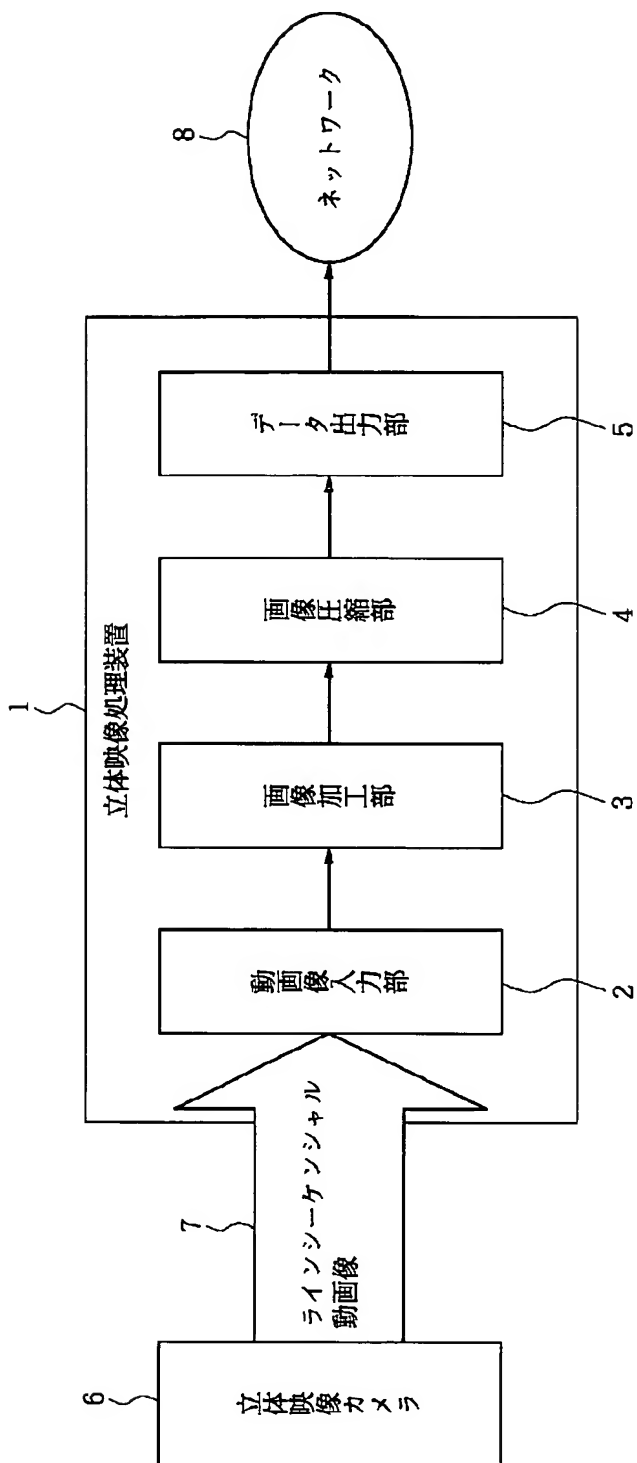 1
立体映像処理装置
6
立体映像カメラ
7
ラインシーケンシャル
動画像
動画像入力部
2
画像加工部
3
画像圧縮部
4
データ出力部
5
8
ネットワーク